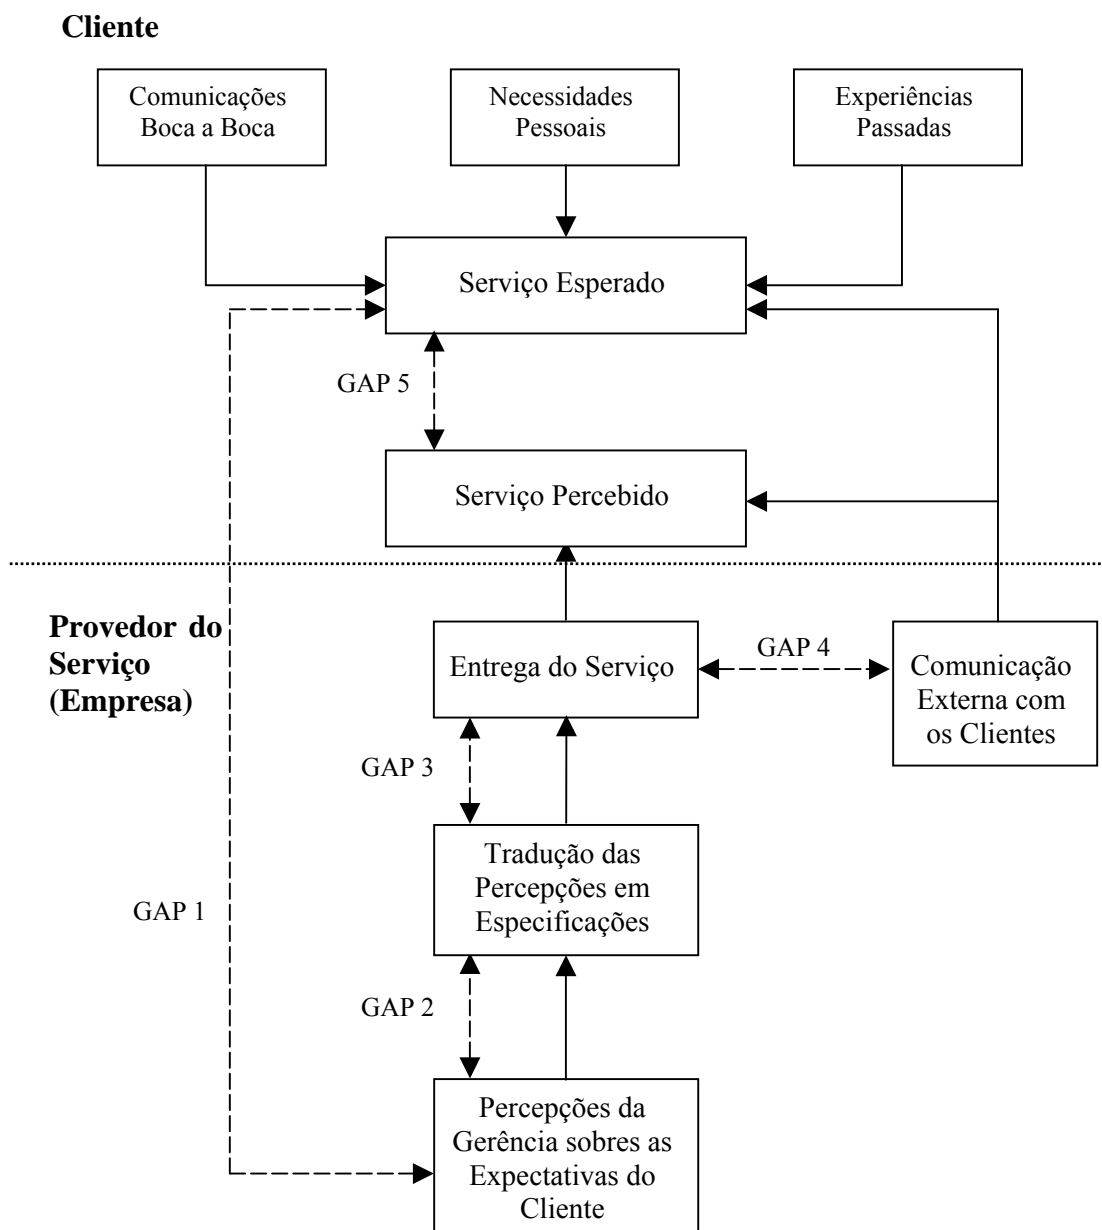 Cliente
Comunicações
Boca a Boca
Necessidades
Pessoais
Experiências
Passadas
Serviço Esperado
GAP 5
Serviço Percebido
Provedor do
Serviço
(Empresa)
Entrega do Serviço
GAP 4
Comunicação
Externa com
os Clientes
GAP 3
Tradução das
Percepções em
Especificações
GAP 1
GAP 2
Percepções da
Gerência sobres as
Expectativas do
Cliente